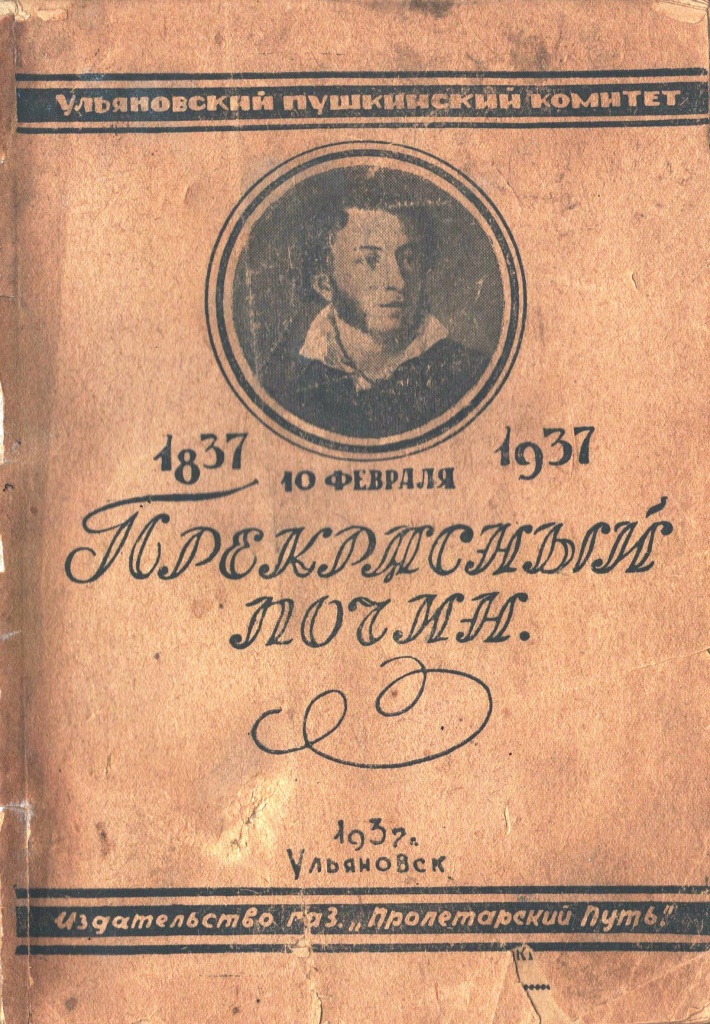 УЛЬЯНОВСКИЙ ПУШКИНСКИЙ КОМИТЕТ
1837 1937
10 ФЕВРАЛЯ
ПРЕКРАСНЫЙ
ПОЧИН.
1937г.
Ульяновск
Издательство газ. „Пролетарский Путь"